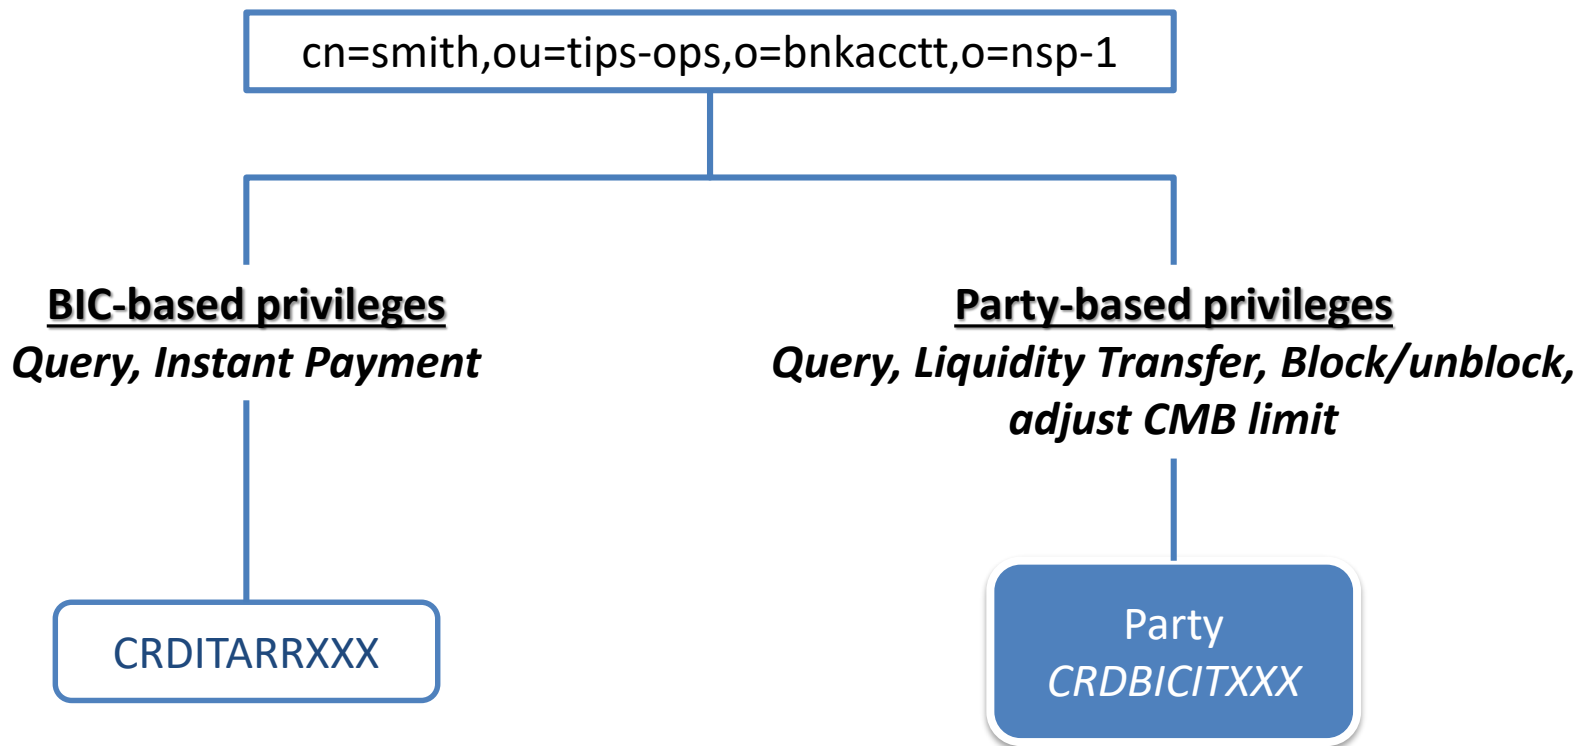 cn=smith,ou=tips-ops,o=bnkacctt,o=nsp-1
BIC-based privileges
Query, Instant Payment
CRDITARRXXX
Party-based privileges
Query, Liquidity Transfer, Block/unblock,
adjust CMB limit
Party
CRDBICITXXX